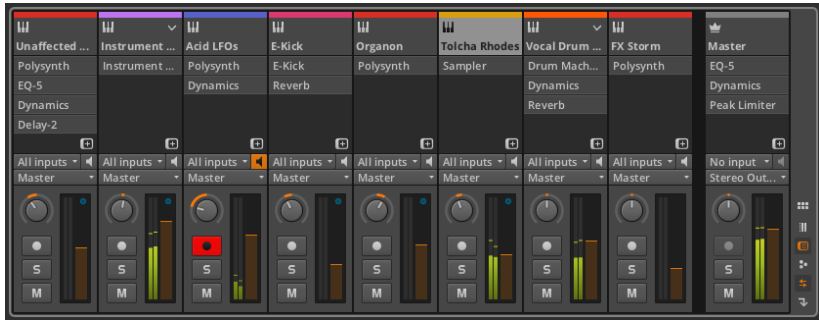 Unaffected ...
Polysynth
EQ-5
Dynamics
Delay-2
All inputs
Master
S
M
Instrument ...
Instrument ...
All inputs
Master
S
M
Acid LFOs
Polysynth
Dynamics
All inputs
Master
S
M
E-Kick
E-Kick
Reverb
All inputs
Master
S
M
Organon
Polysynth
All inputs
Master
S
M
Tolcha Rhodes
Sampler
All inputs
Master
S
M
Vocal Drum ...
Drum Mach...
Dynamics
Reverb
All inputs
Master
S
M
FX Storm
Polysynth
All inputs
Master
S
M
Master
EQ-5
Dynamics
Peak Limiter
No input
Stereo Out...
S
M